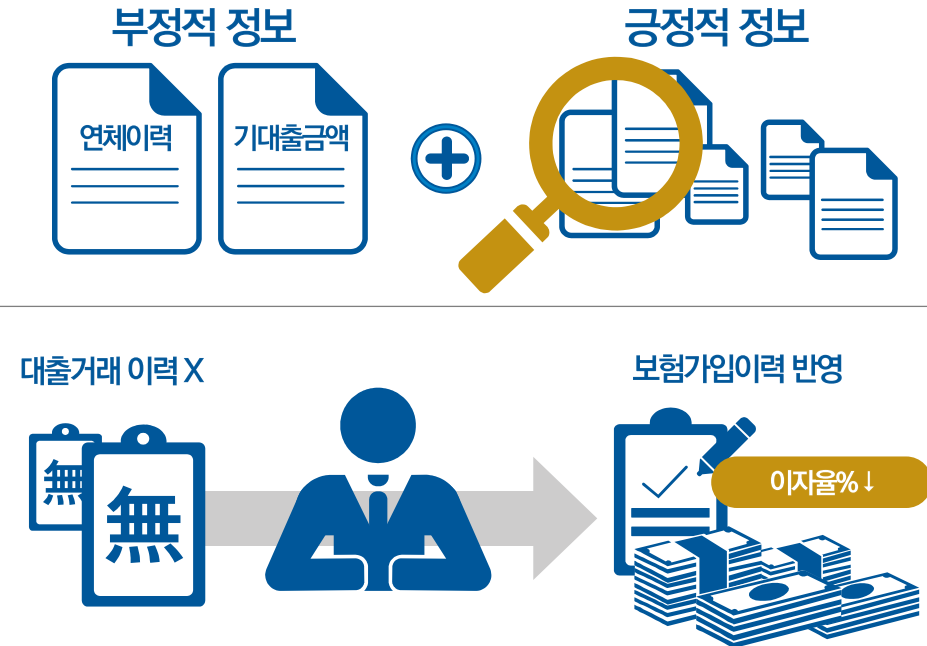 부정적 정보
긍정적 정보
연체이력
기대출금액
대출거래 이력 X
보험가입이력 반영
無
無
이자율% ↓